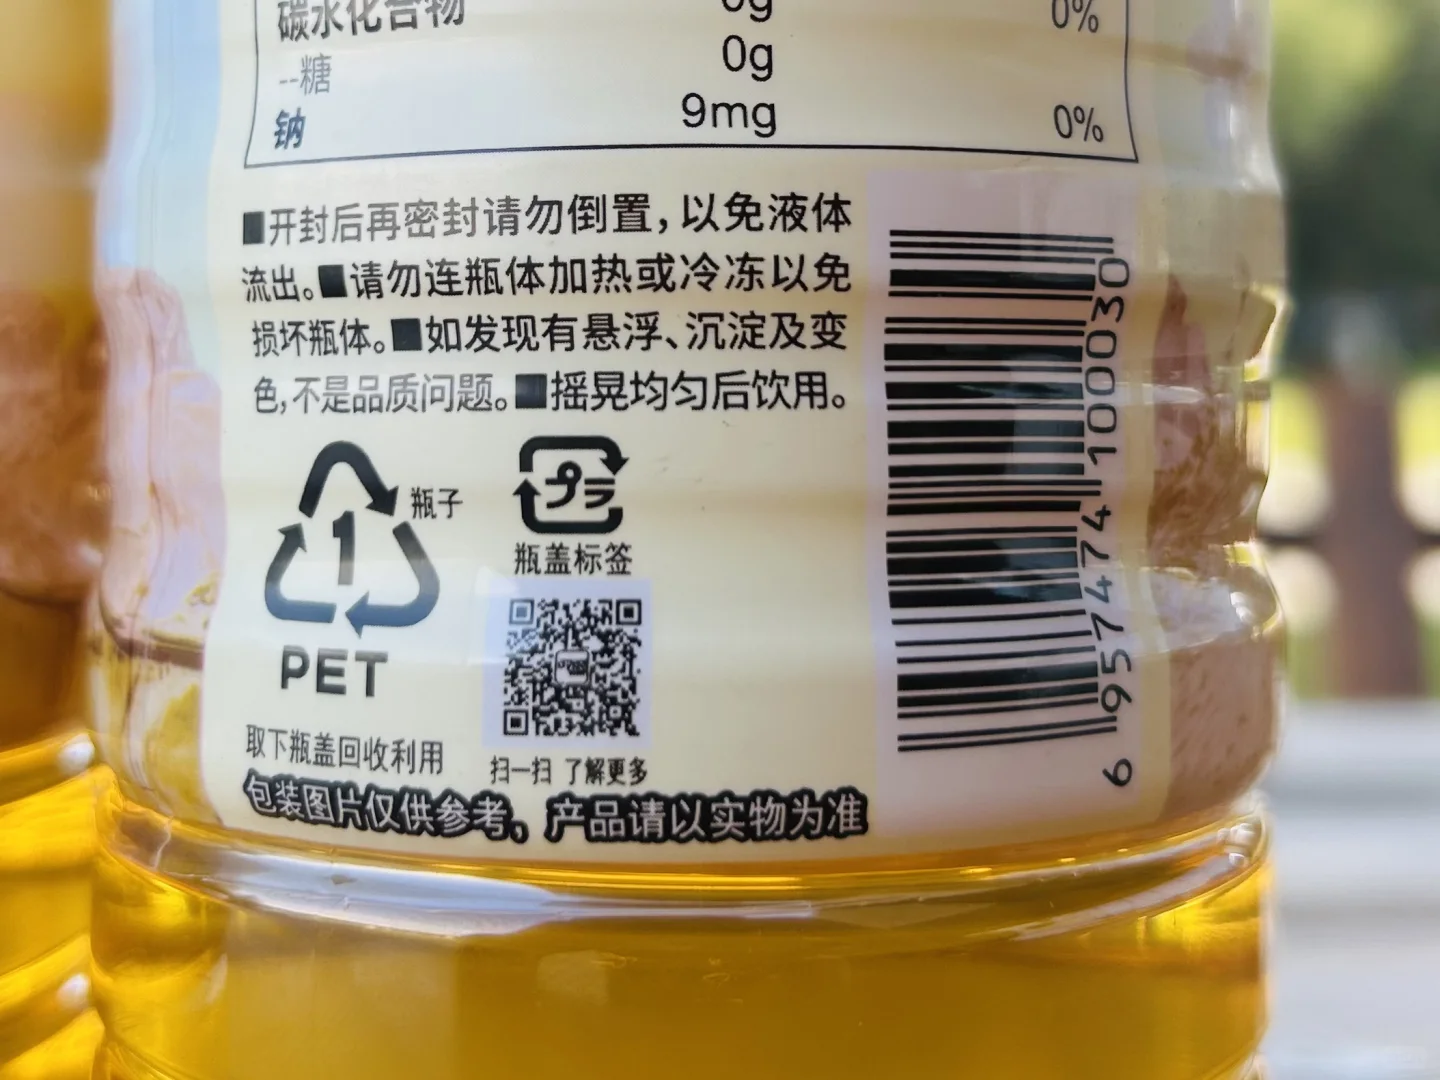 碳水化合物 0g 0%
--糖 0g
钠 9mg 0%
■开封后再密封请勿倒置，以免液体
流出。■请勿连瓶体加热或冷冻以免
损坏瓶体。■如发现有悬浮、沉淀及变
色，不是品质问题。■摇晃均匀后饮用。
1
瓶子
PET
プラ
瓶盖标签
取下瓶盖回收利用
扫一扫 了解更多
包装图片仅供参考，产品请以实物为准
6957474100030